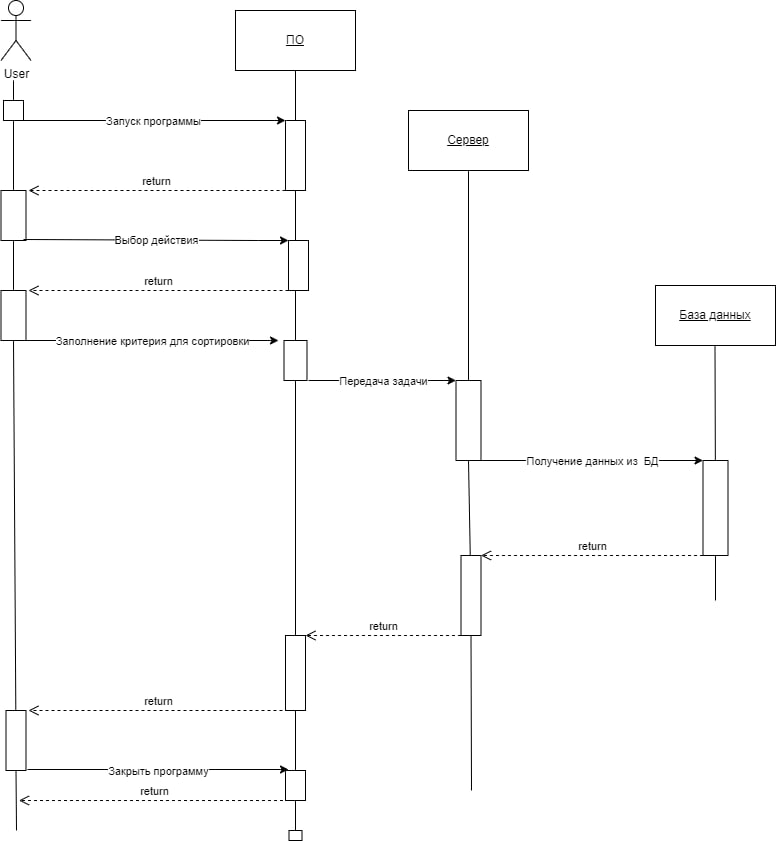 User
ПО
Запуск программы
Сервер
return
Выбор действия
return
База данных
Заполнение критерия для сортировки
Передача задачи
Получение данных из БД
return
return
return
Закрыть программу
return